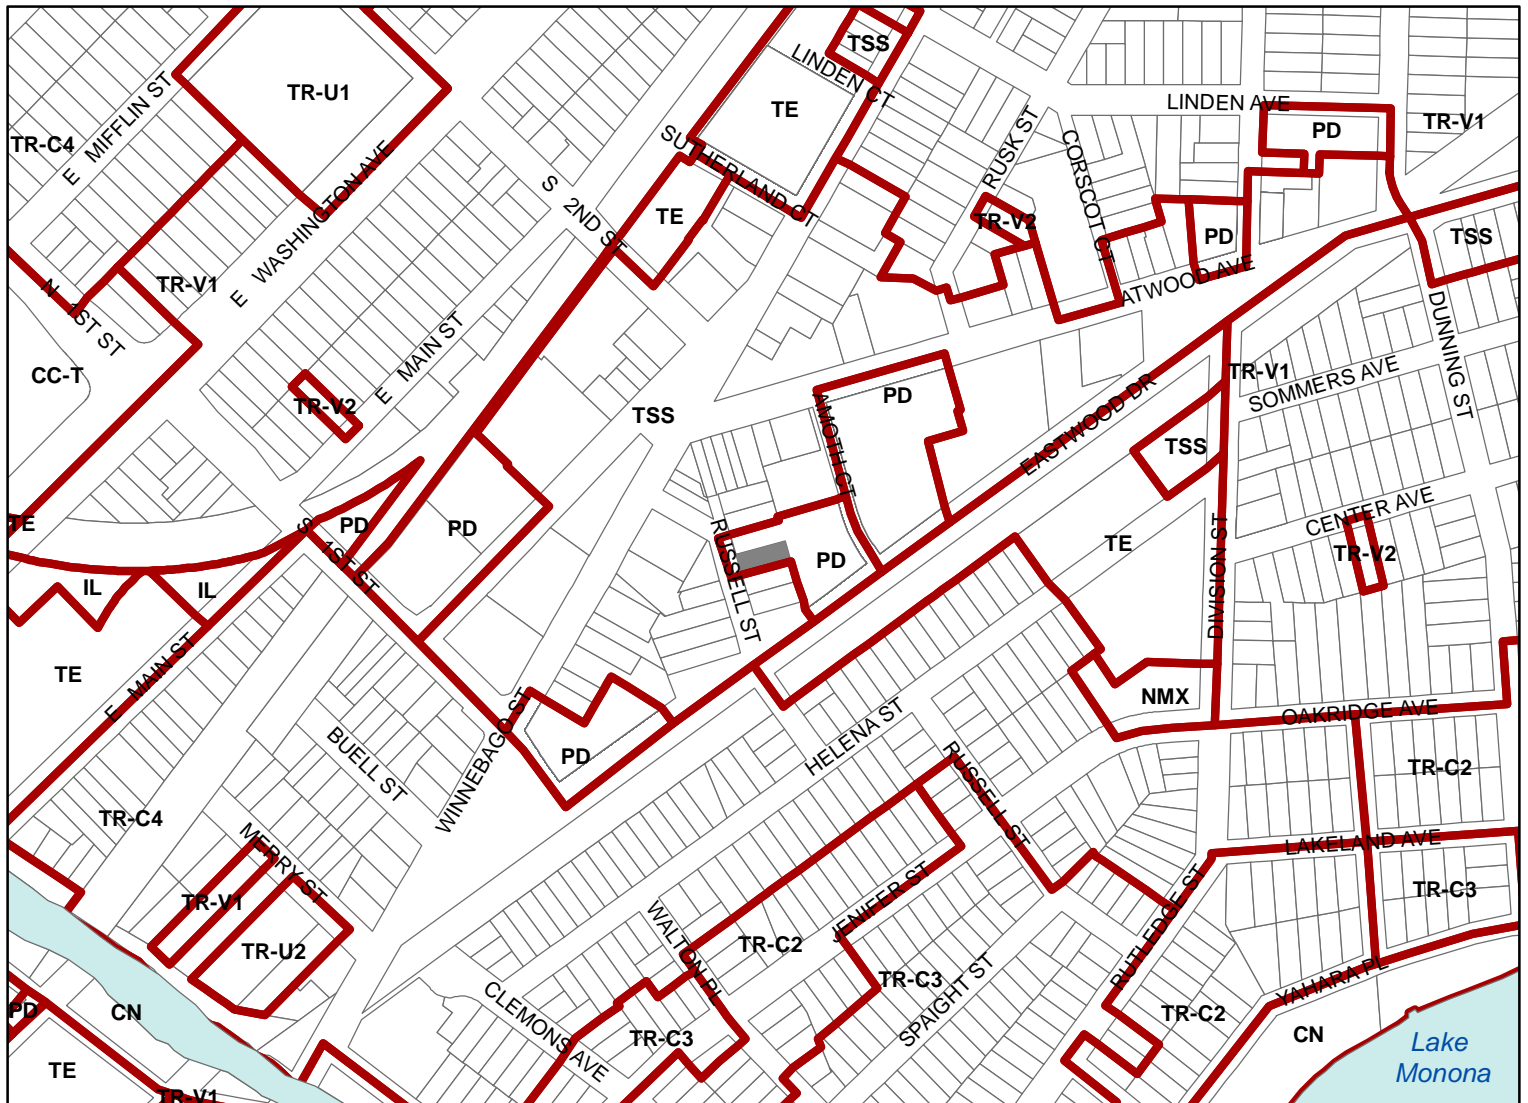 TSS
LINDEN CT
TR-U1
TE
LINDEN AVE
PD
TR-V1
TR-C4
E MIFFLIN ST
SUTHERLAND CT
RUSK ST
CORSCOT CT
E WASHINGTON AVE
S 2ND ST
TE
TR-V2
PD
TSS
ATWOOD AVE
TR-V1
N 1ST ST
E MAIN ST
DUNNING ST
CC-T
TR-V2
TSS
AMOTH CT
PD
EASTWOOD DR
TR-V1
SOMMERS AVE
TSS
TE
S 1ST ST
PD
PD
RUSSELL ST
PD
TE
DIVISION ST
CENTER AVE
TR-V2
IL
IL
TE
E MAIN ST
NMX
OAKRIDGE AVE
WINNEBAGO ST
PD
BUELL ST
HELENA ST
RUSSELL ST
TR-C2
TR-C4
MERRY ST
LAKELAND AVE
TR-C3
TR-V1
TR-U2
WALTON PL
TR-C2
JENIFER ST
TR-C3
SPAIGHT ST
RUTLEDGE ST
YAHARA PL
PD
CN
CLEMONS AVE
TR-C3
TR-C2
CN
TE
TR-V1
Lake
Monona